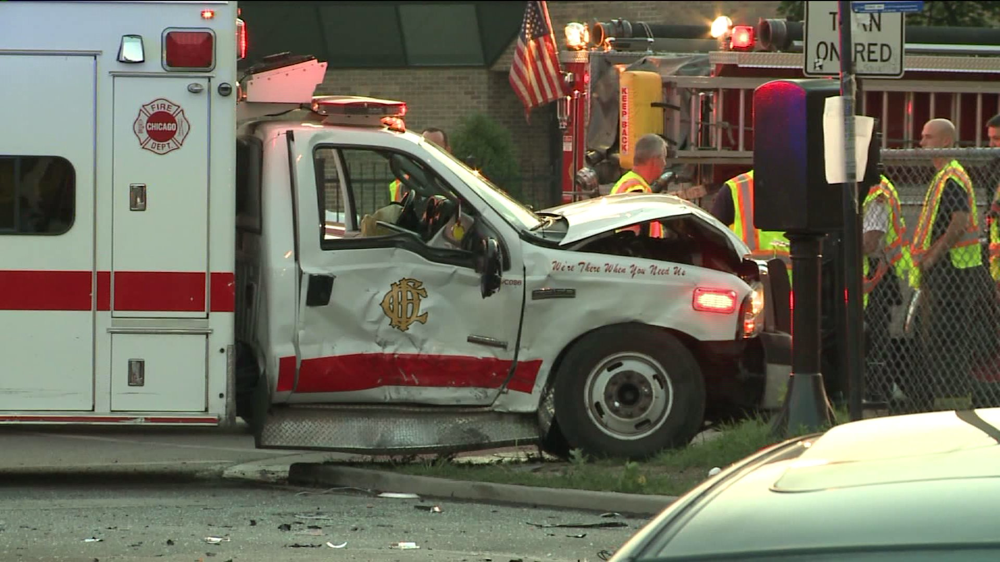 FIRE
CHICAGO
DEPT.
We're There When You Need Us
KEEP BACK
ON RED
CFD